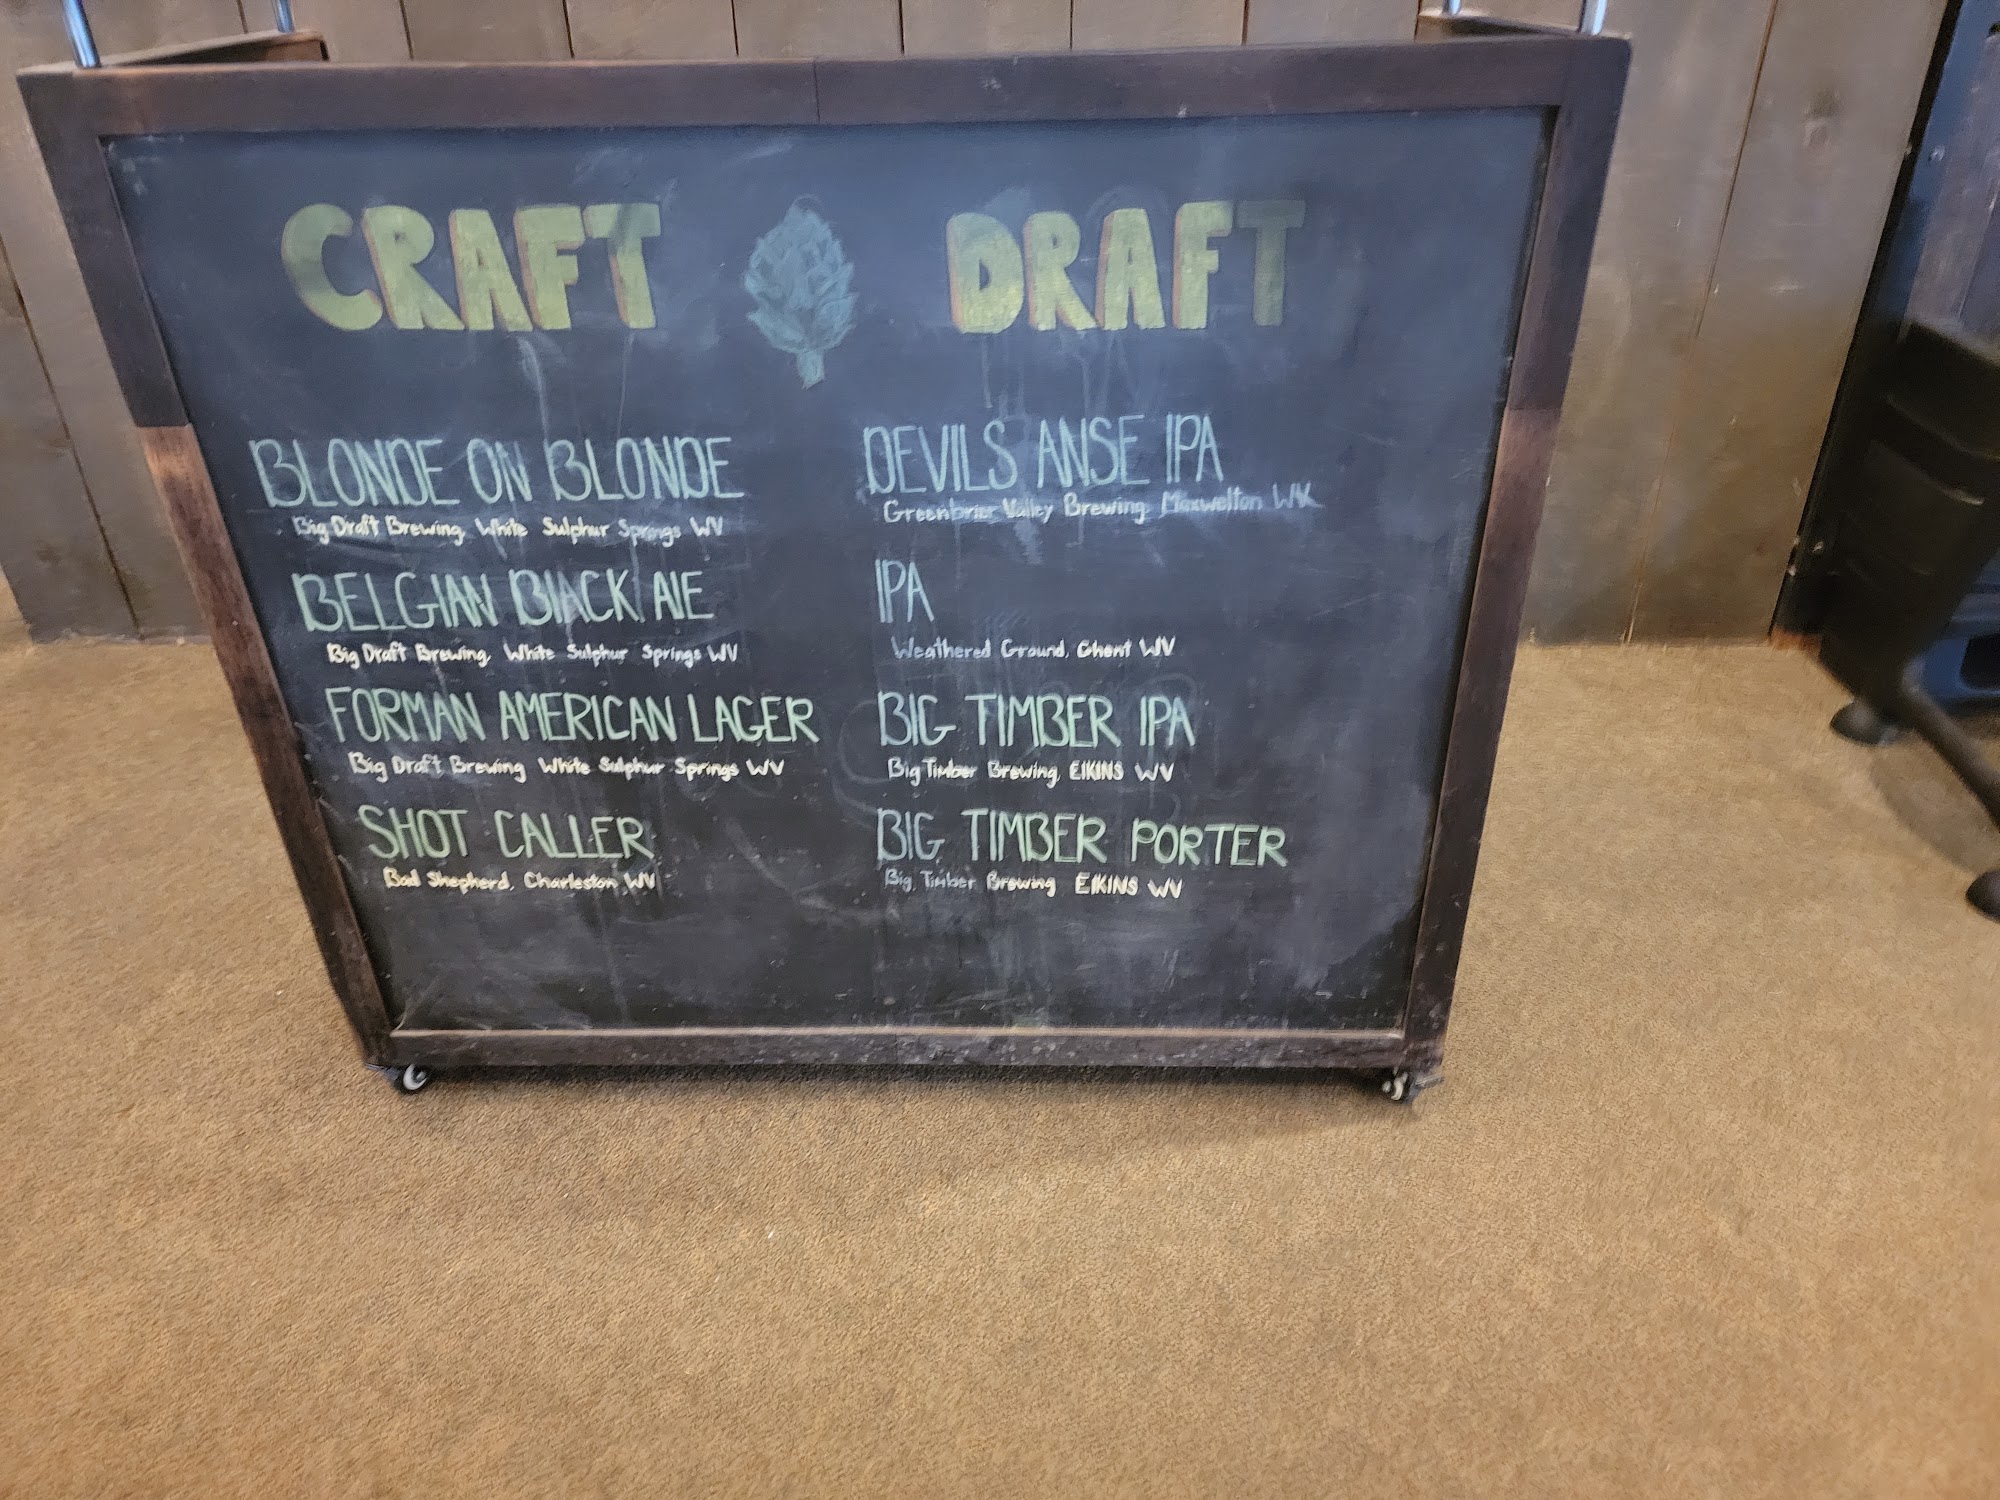 CRAFT DRAFT
BLONDE ON BLONDE
Big Draft Brewing, White Sulphur Springs WV
BELGIAN BLACK ALE
Big Draft Brewing, White Sulphur Springs WV
FORMAN AMERICAN LAGER
Big Draft Brewing White Sulphur Springs WV
SHOT CALLER
Bad Shepherd, Charleston WV
DEVILS ANSE IPA
Greenbrier Valley Brewing, Maxwelton WV
IPA
Weathered Ground, Ghent WV
BIG TIMBER IPA
Big Timber Brewing, ElKINS WV
BIG TIMBER PORTER
Big Timber Brewing ElKINS WV